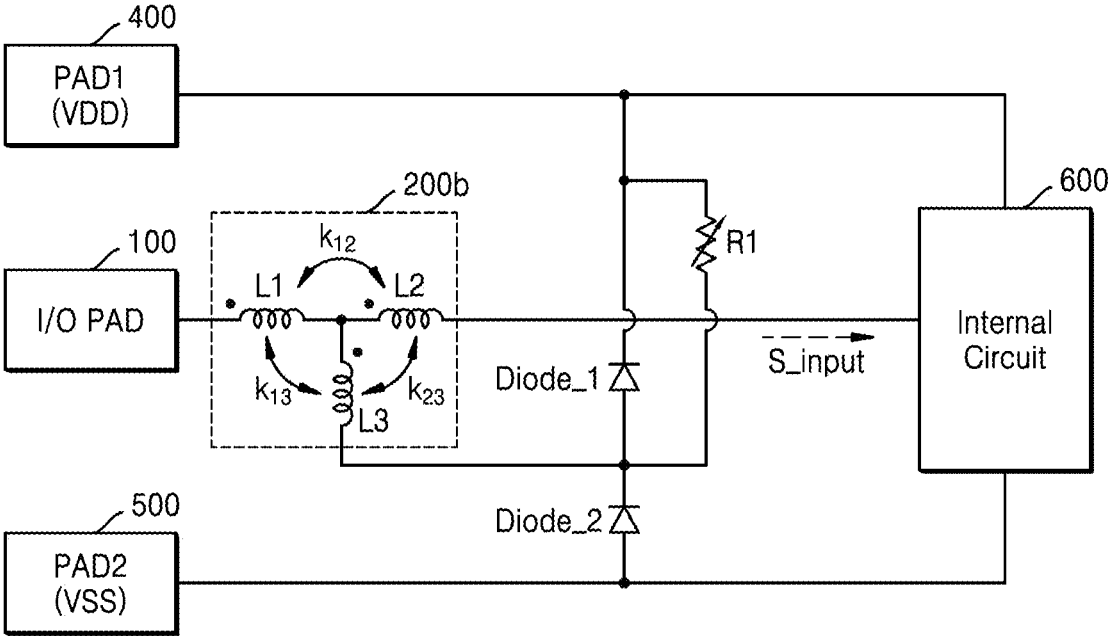 400
PAD1
(VDD)
200b
600
100
k12
R1
L1
L2
I/O PAD
Internal
Circuit
S_input
Diode_1
k13
k23
L3
500
Diode_2
PAD2
(VSS)